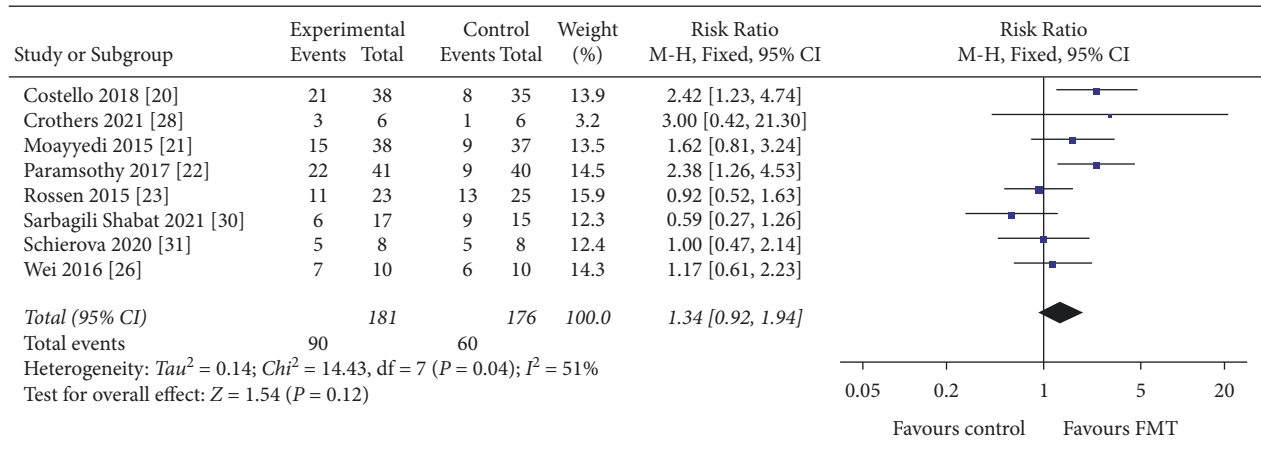 Experimental Control Weight Risk Ratio Risk Ratio
Study or Subgroup Events Total Events Total (%) M-H, Fixed, 95% CI M-H, Fixed, 95% CI
Costello 2018 [20] 21 38 8 35 13.9 2.42 [1.23, 4.74]
Crothers 2021 [28] 3 6 1 6 3.2 3.00 [0.42, 21.30]
Moayyedi 2015 [21] 15 38 9 37 13.5 1.62 [0.81, 3.24]
Paramsothy 2017 [22] 22 41 9 40 14.5 2.38 [1.26, 4.53]
Rossen 2015 [23] 11 23 13 25 15.9 0.92 [0.52, 1.63]
Sarbagili Shabat 2021 [30] 6 17 9 15 12.3 0.59 [0.27, 1.26]
Schierova 2020 [31] 5 8 5 8 12.4 1.00 [0.47, 2.14]
Wei 2016 [26] 7 10 6 10 14.3 1.17 [0.61, 2.23]
Total (95% CI) 181 176 100.0 1.34 [0.92, 1.94]
Total events 90 60
Heterogeneity: Tau² = 0.14; Chi² = 14.43, df = 7 (P = 0.04); I² = 51%
Test for overall effect: Z = 1.54 (P = 0.12)
0.05 0.2 1 5 20
Favours control Favours FMT